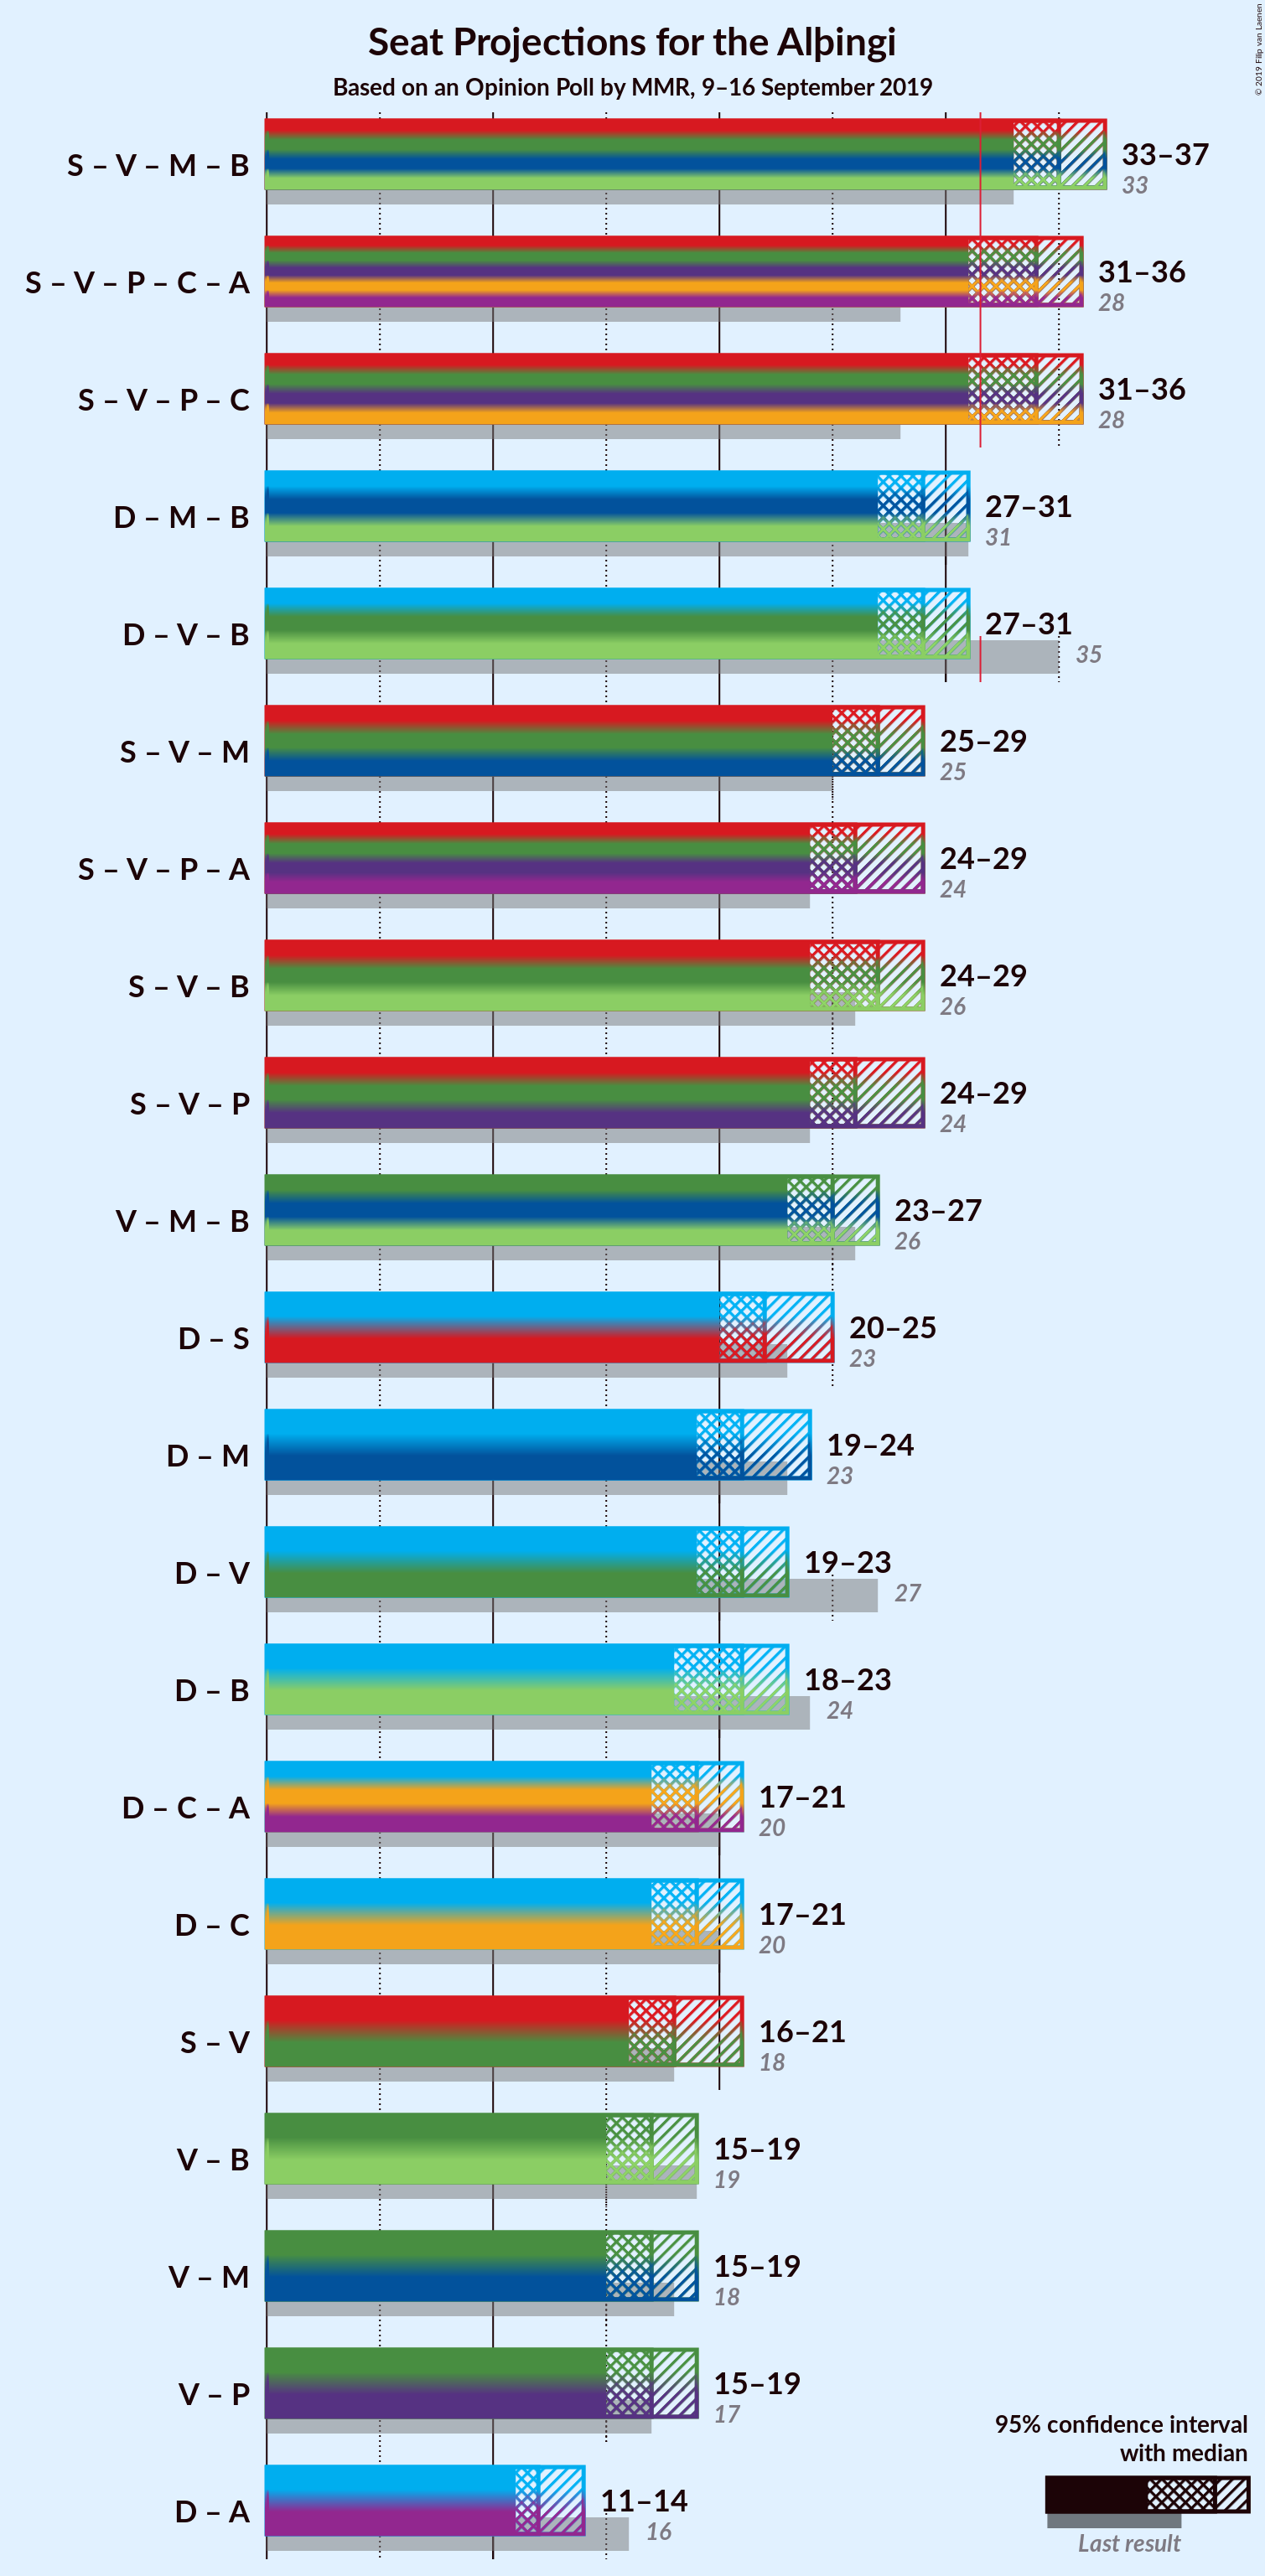 © 2019 Filip van Laenen
Seat Projections for the Alþingi
Based on an Opinion Poll by MMR, 9–16 September 2019
S – V – M – B
33–37
33
S – V – P – C – A
31–36
28
S – V – P – C
31–36
28
D – M – B
27–31
31
D – V – B
27–31
35
S – V – M
25–29
25
S – V – P – A
24–29
24
S – V – B
24–29
26
S – V – P
24–29
24
V – M – B
23–27
26
D – S
20–25
23
D – M
19–24
23
D – V
19–23
27
D – B
18–23
24
D – C – A
17–21
20
D – C
17–21
20
S – V
16–21
18
V – B
15–19
19
V – M
15–19
18
V – P
15–19
17
D – A
11–14
16
95% confidence interval
with median
Last result